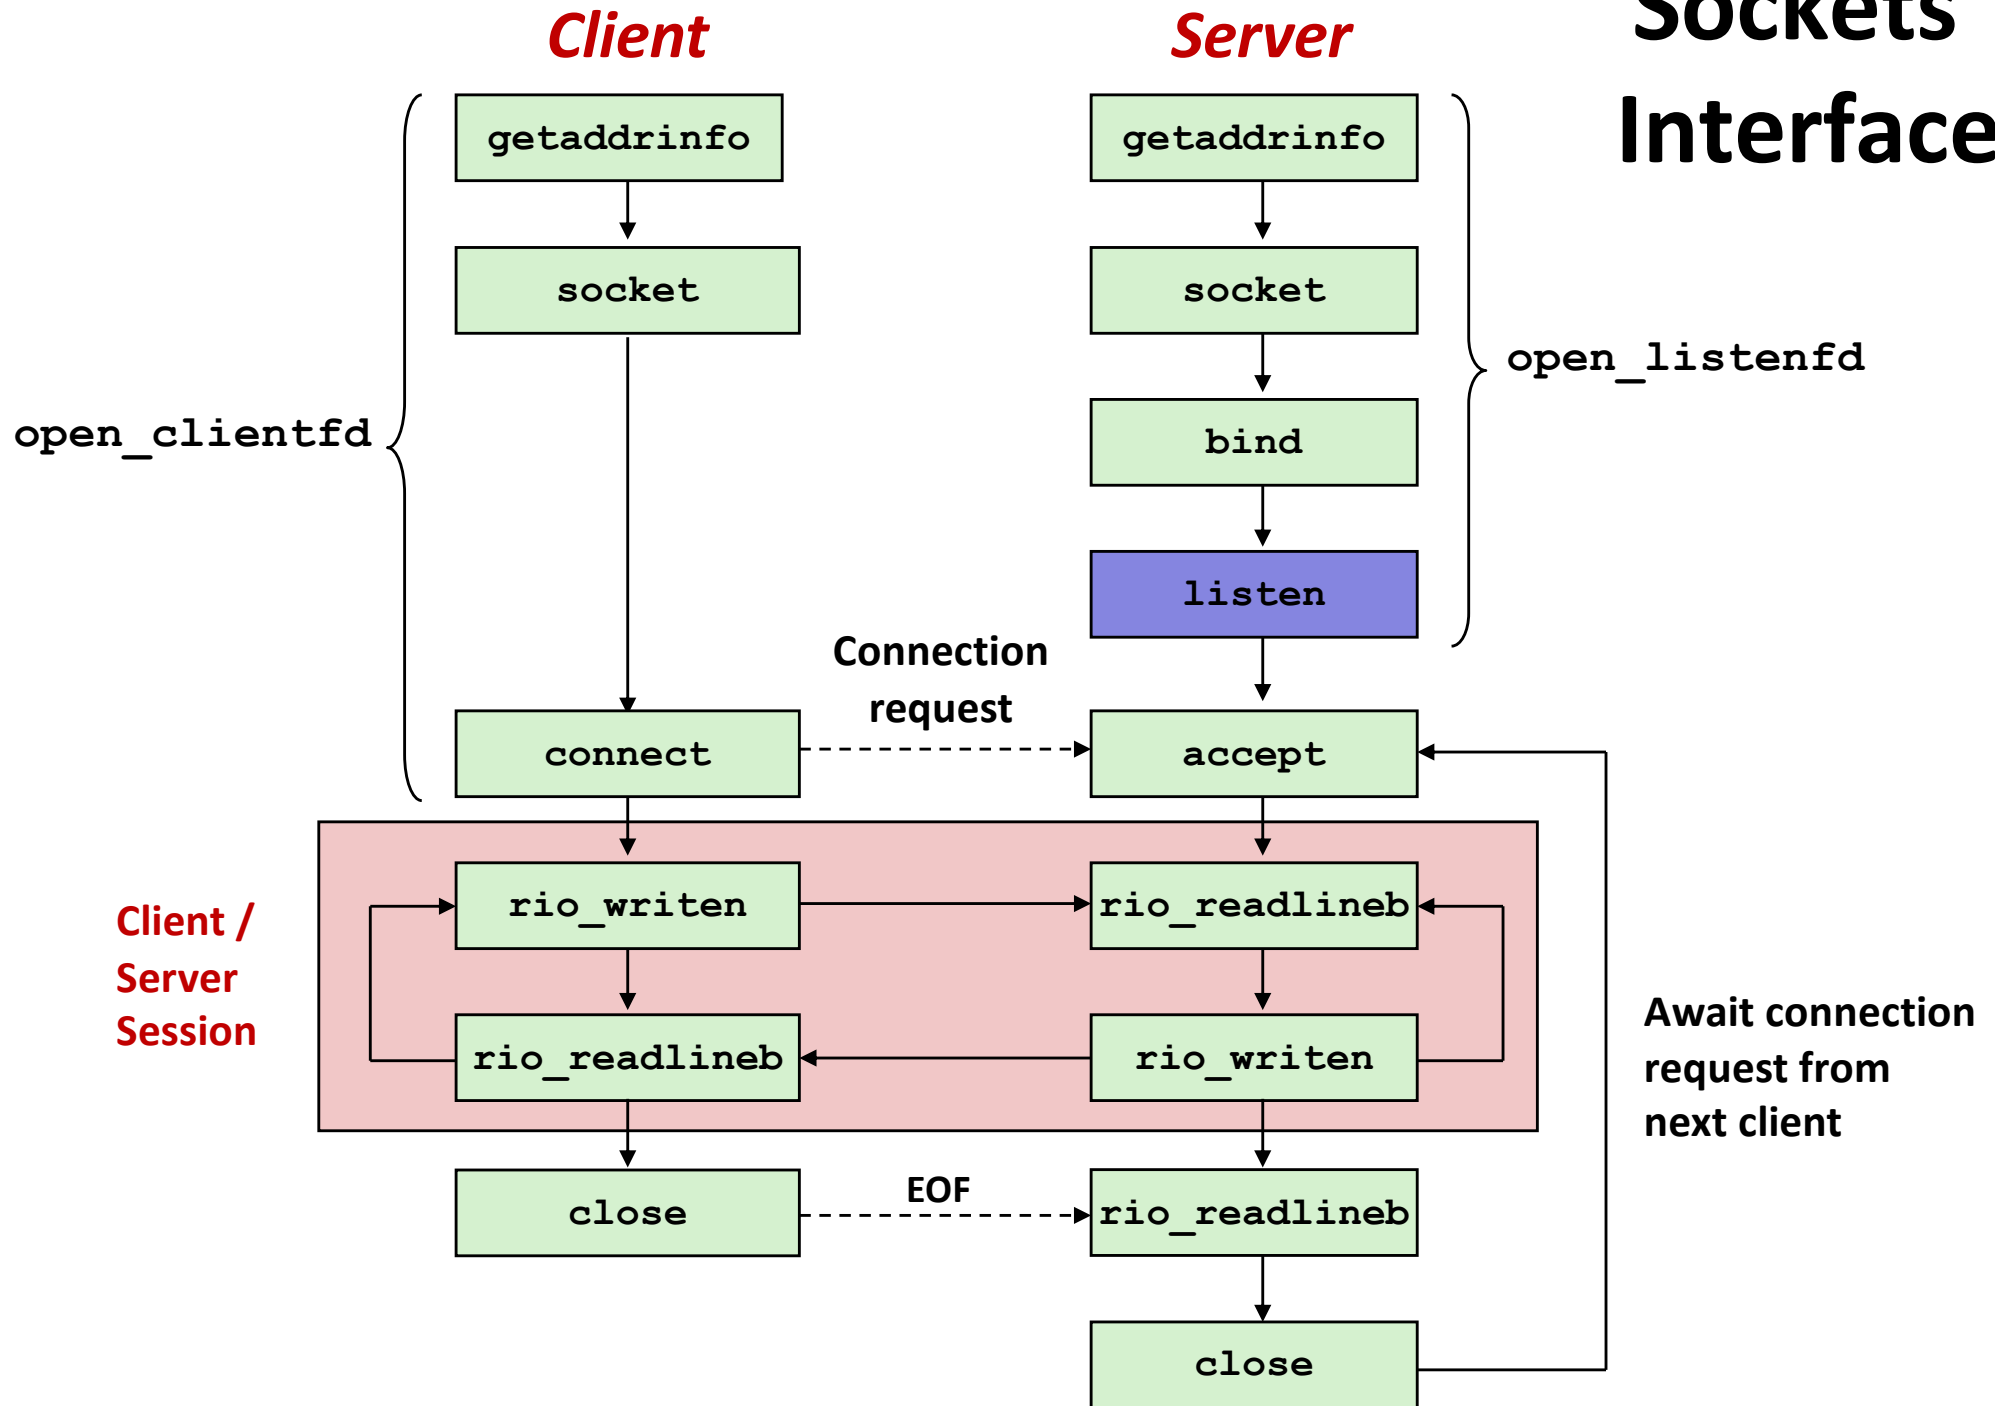 Sockets
Interface
Client
Server
getaddrinfo
getaddrinfo
socket
socket
open_listenfd
open_clientfd
bind
listen
Connection
request
connect
accept
Client /
Server
Session
rio_writen
rio_readlineb
rio_readlineb
rio_writen
Await connection
request from
next client
close
EOF
rio_readlineb
close